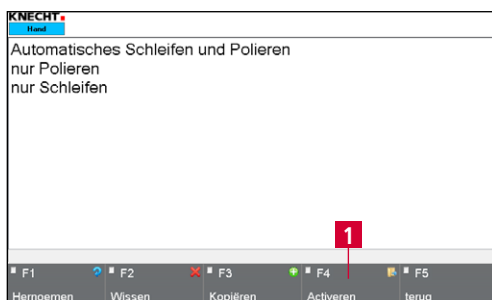 KNECHT
Hand
Automatisches Schleifen und Polieren
nur Polieren
nur Schleifen
1
F1 F2 F3 F4 F5
Hernoemen Wissen Kopiëren Activeren terug